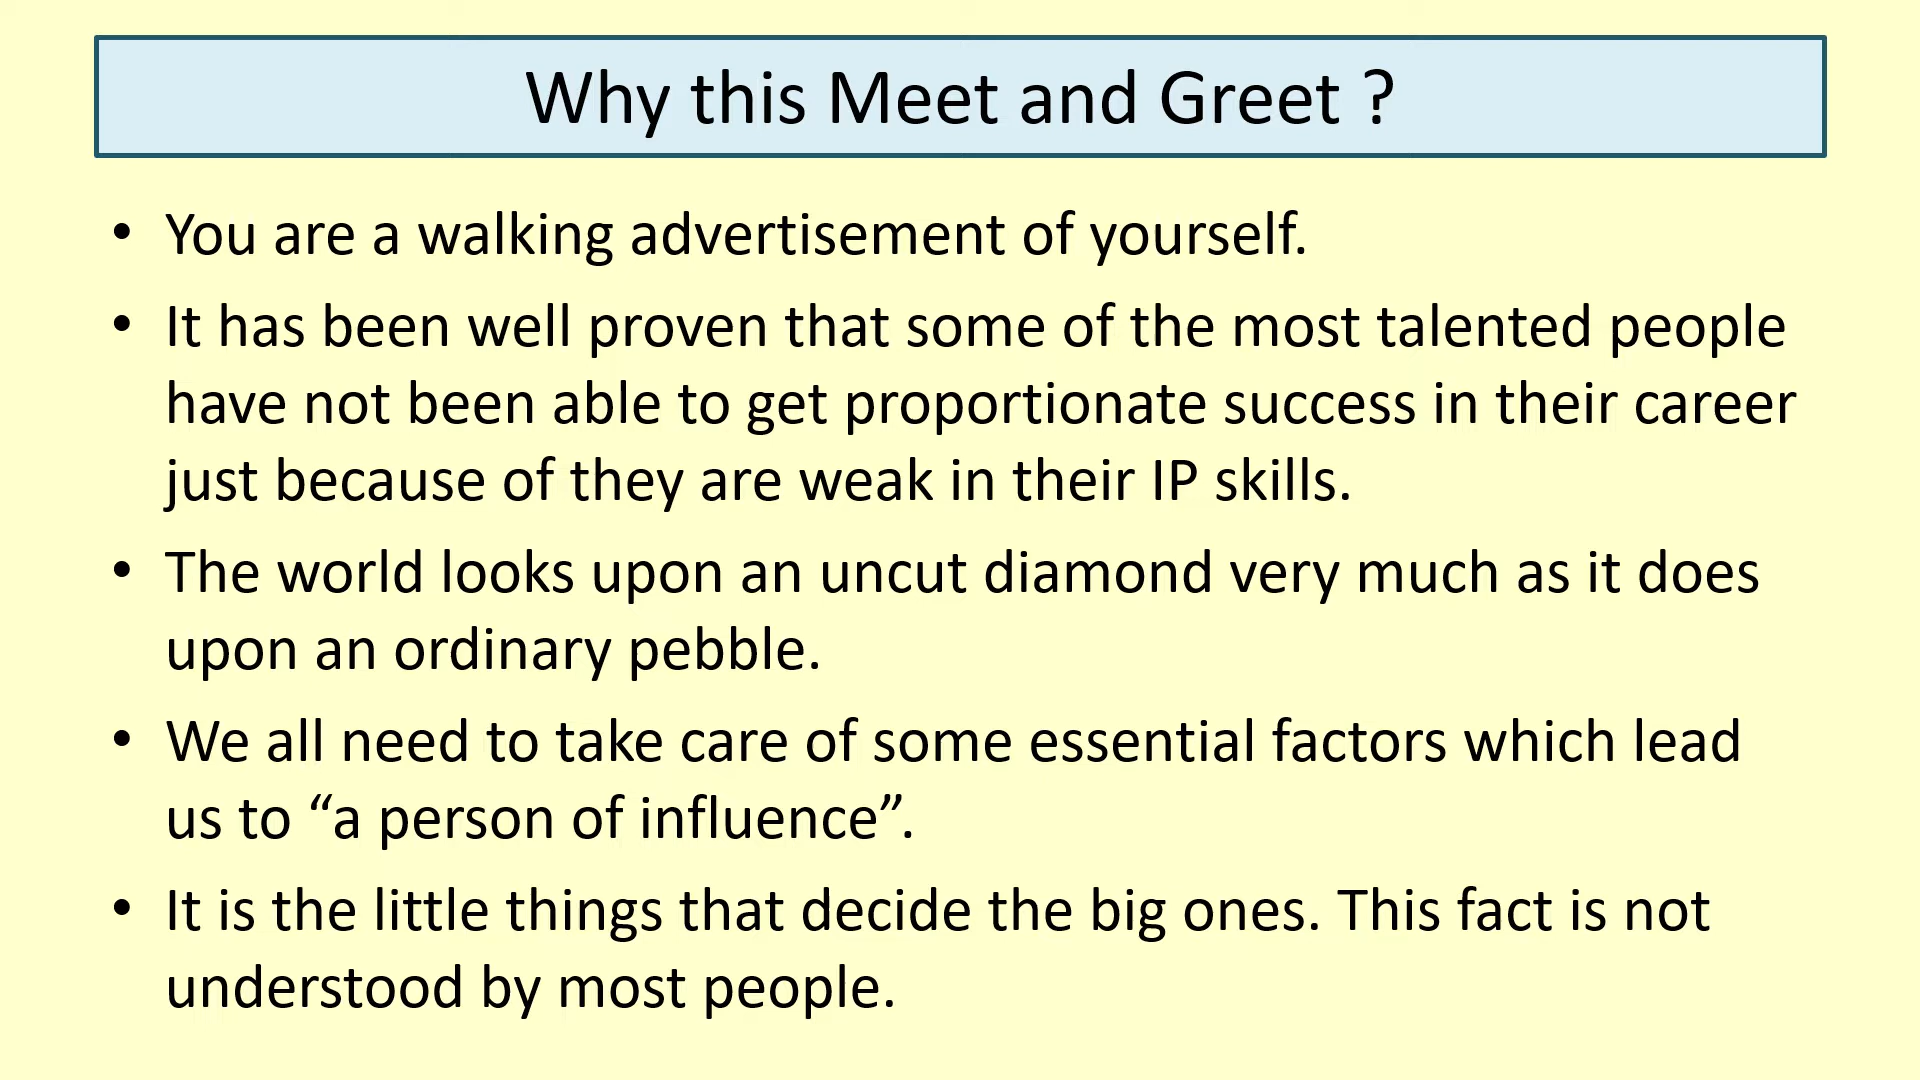 Why this Meet and Greet ?
• You are a walking advertisement of yourself.
• It has been well proven that some of the most talented people
have not been able to get proportionate success in their career
just because of they are weak in their IP skills.
• The world looks upon an uncut diamond very much as it does
upon an ordinary pebble.
• We all need to take care of some essential factors which lead
us to “a person of influence”.
• It is the little things that decide the big ones. This fact is not
understood by most people.